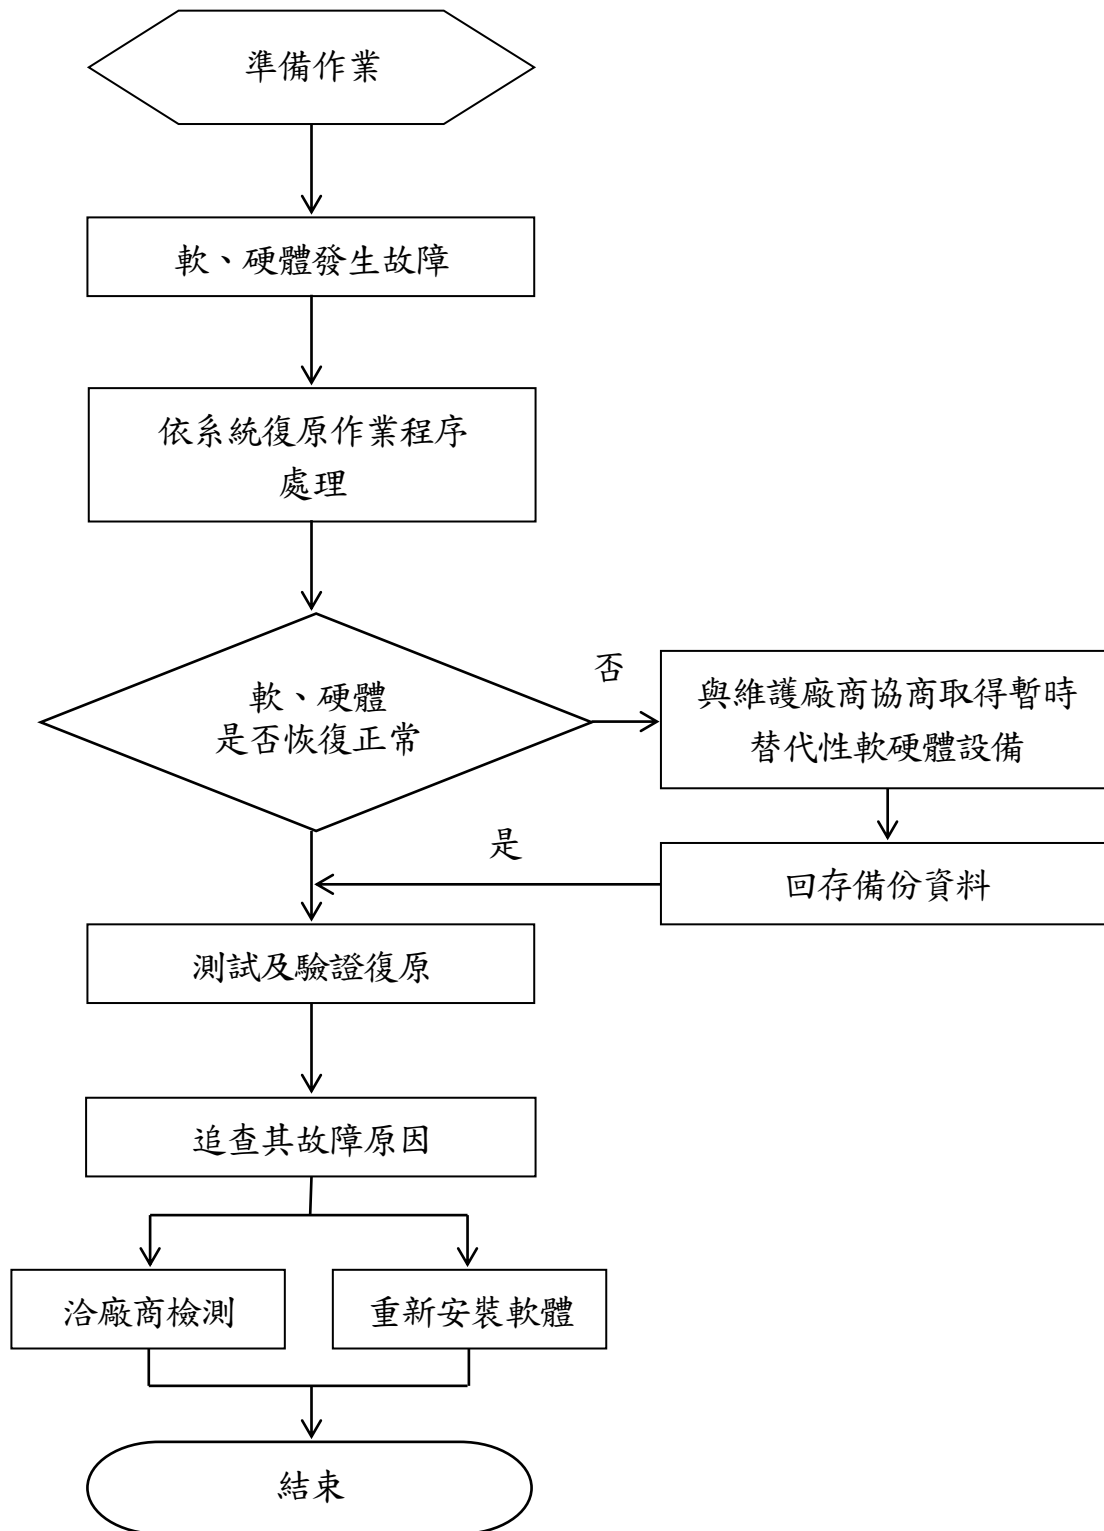 準備作業
軟、硬體發生故障
依系統復原作業程序
處理
軟、硬體
是否恢復正常
否
與維護廠商協商取得暫時
替代性軟硬體設備
是
回存備份資料
測試及驗證復原
追查其故障原因
洽廠商檢測
重新安裝軟體
結束